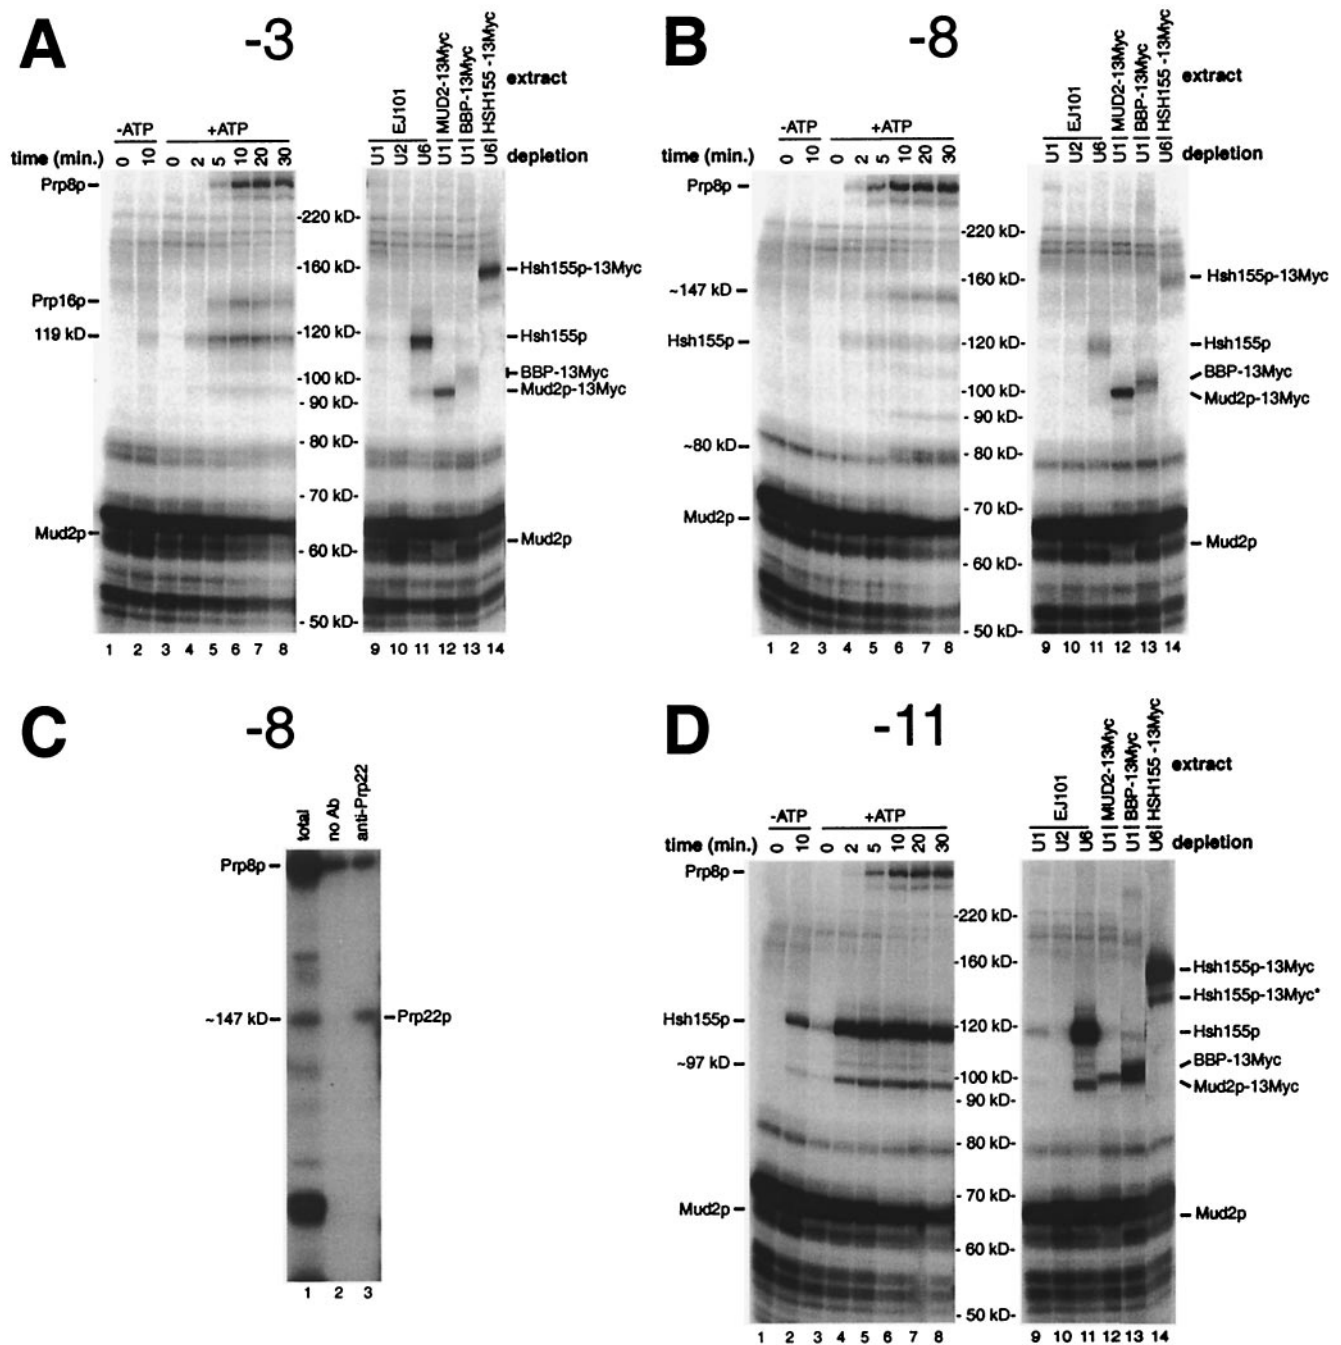 A
-3
-ATP
+ATP
time (min.)
0 10 0 2 5 10 20 30
Prp8p
Prp16p
119 kD
Mud2p
-220 kD-
-160 kD-
-120 kD-
-100 kD-
- 90 kD-
- 80 kD-
- 70 kD-
- 60 kD-
- 50 kD-
1 2 3 4 5 6 7 8
EJ101
MUD2-13Myc
BBP-13Myc
HSH155 -13Myc
extract
U1 U2 U6 U1 U1 U6
depletion
Hsh155p-13Myc
Hsh155p
BBP-13Myc
Mud2p-13Myc
Mud2p
9 10 11 12 13 14
B
-8
-ATP
+ATP
time (min.)
0 10 0 2 5 10 20 30
Prp8p
~147 kD
Hsh155p
~80 kD
Mud2p
-220 kD-
-160 kD-
-120 kD-
-100 kD-
- 90 kD-
- 80 kD-
- 70 kD-
- 60 kD-
- 50 kD-
1 2 3 4 5 6 7 8
EJ101
MUD2-13Myc
BBP-13Myc
HSH155 -13Myc
extract
U1 U2 U6 U1 U1 U6
depletion
Hsh155p-13Myc
Hsh155p
BBP-13Myc
Mud2p-13Myc
Mud2p
9 10 11 12 13 14
C
-8
total
no Ab
anti-Prp22
Prp8p
~147 kD
Prp22p
1 2 3
D
-11
-ATP
+ATP
time (min.)
0 10 0 2 5 10 20 30
Prp8p
Hsh155p
~97 kD
Mud2p
-220 kD-
-160 kD-
-120 kD-
-100 kD-
- 90 kD-
- 80 kD-
- 70 kD-
- 60 kD-
- 50 kD-
1 2 3 4 5 6 7 8
EJ101
MUD2-13Myc
BBP-13Myc
HSH155 -13Myc
extract
U1 U2 U6 U1 U1 U6
depletion
Hsh155p-13Myc
Hsh155p-13Myc*
Hsh155p
BBP-13Myc
Mud2p-13Myc
Mud2p
9 10 11 12 13 14